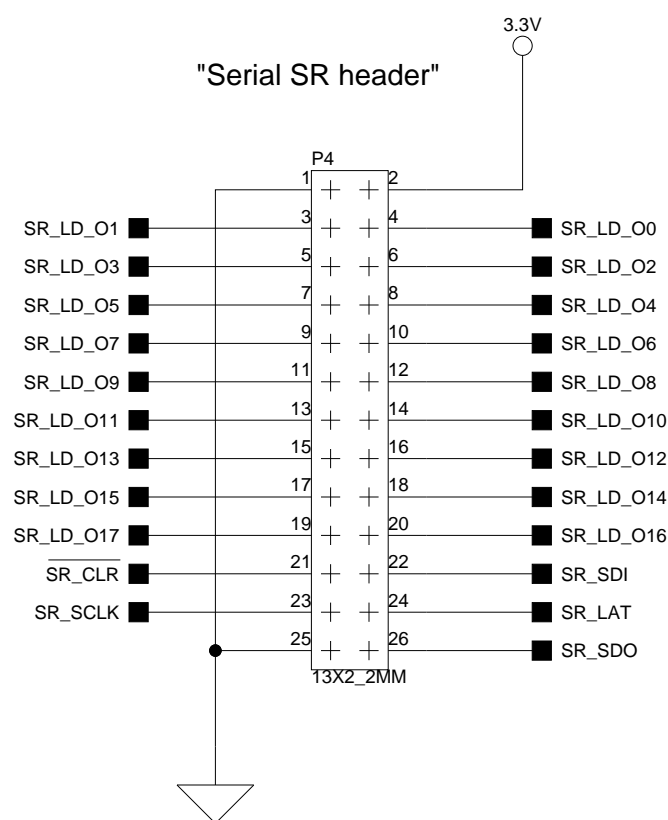 3.3V
"Serial SR header"
P4
1 2
SR_LD_O1 3 4 SR_LD_O0
SR_LD_O3 5 6 SR_LD_O2
SR_LD_O5 7 8 SR_LD_O4
SR_LD_O7 9 10 SR_LD_O6
SR_LD_O9 11 12 SR_LD_O8
SR_LD_O11 13 14 SR_LD_O10
SR_LD_O13 15 16 SR_LD_O12
SR_LD_O15 17 18 SR_LD_O14
SR_LD_O17 19 20 SR_LD_O16
SR_CLR 21 22 SR_SDI
SR_SCLK 23 24 SR_LAT
25 26 SR_SDO
13X2_2MM